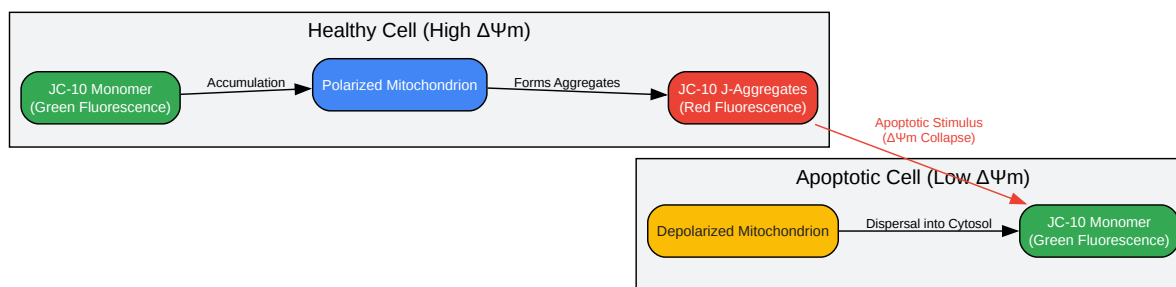 Healthy Cell (High ΔΨm)
JC-10 Monomer
(Green Fluorescence)
Accumulation
Polarized Mitochondrion
Forms Aggregates
JC-10 J-Aggregates
(Red Fluorescence)
Apoptotic Stimulus
(ΔΨm Collapse)
Apoptotic Cell (Low ΔΨm)
Depolarized Mitochondrion
Dispersal into Cytosol
JC-10 Monomer
(Green Fluorescence)